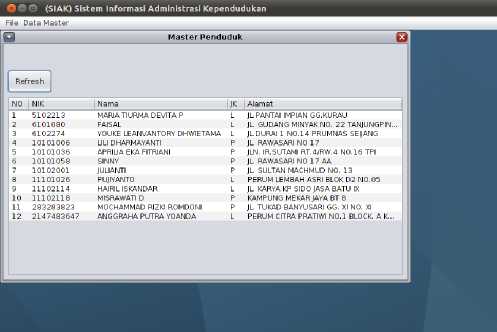 (SIAK) Sistem Informasi Administrasi Kependudukan
File Data Master
Master Penduduk
Refresh
NO NIK Nama JK Alamat
1 5102213 MARIA TIURMA DEVITA P L JL PANTAI IMPIAN GG.KURAU
2 6101680 FAISAL L JL. GUDANG MINYAK NO. 22 TANJUNGPIN...
3 6102274 YOUKE LEANVANTORY DHWIETAMA L JL DURAI 1 NO.14 PRUMNAS SEIJANG
4 10101006 LILI DHARMAYANTI P JL. RAWASARI NO 17
5 10101036 APRILIA EKA FITRIANI P JLN. IR.SUTAMI RT.4/RW.4 NO.16 TPI
6 10101058 SINNY P JL. RAWASARI NO 17 AA
7 10102001 JULIANTI P JL. SULTAN MACHMUD NO. 13
8 11101026 PUJIYANTO P PERUM LEMBAH ASRI BLOK D2 NO.05
9 11102114 HAIRIL ISKANDAR L JL. KARYA KP SIDO JASA BATU IX
10 11102118 MISRAWATI D P KAMPUNG MEKAR JAYA BT 8
11 283283823 MOCHAMMAD RIZKI ROMDONI P JL. TUKAD BANYUSARI GG. XI NO. XI
12 2147483647 ANGGRAHA PUTRA YOANDA L PERUM CITRA PRATIWI NO.1 BLOCK. A K...